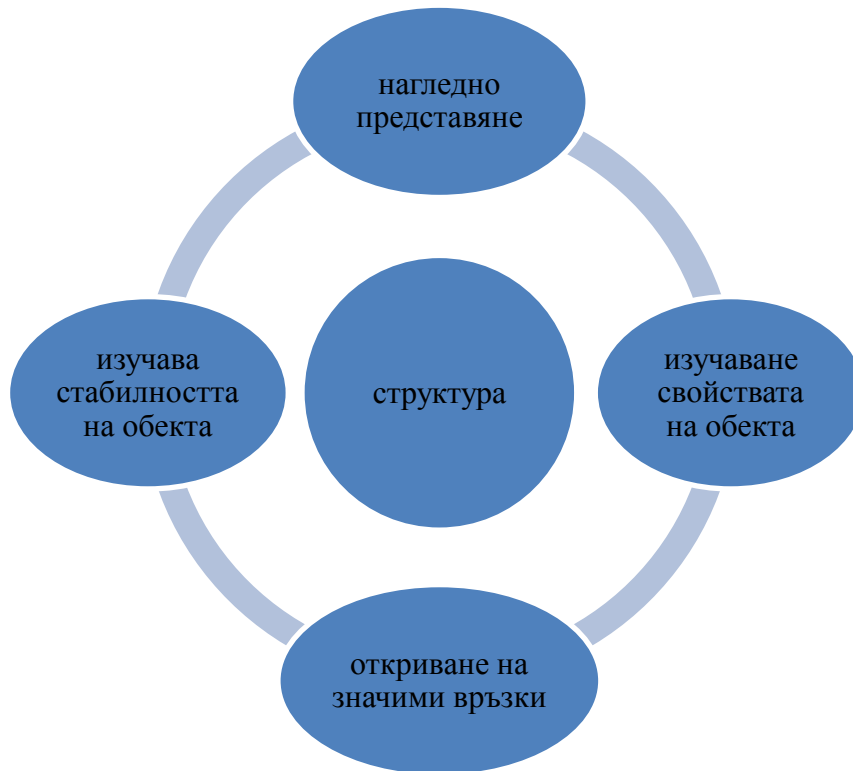 нагледно
представяне
изучава
стабилността
на обекта
структура
изучаване
свойствата
на обекта
откриване на
значими връзки